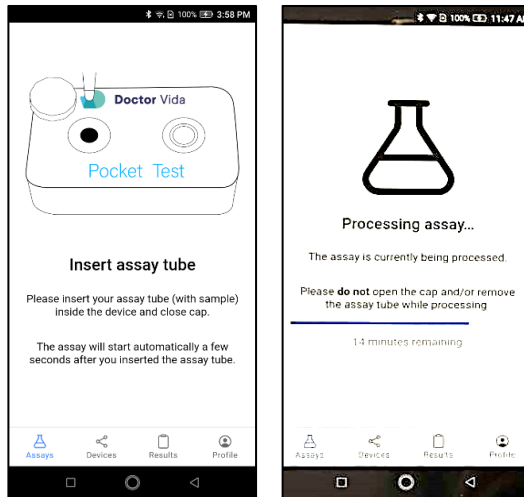 100% 3:58 PM
Doctor Vida
Pocket Test
Insert assay tube
Please insert your assay tube (with sample)
inside the device and close cap.
The assay will start automatically a few
seconds after you inserted the assay tube.
Assays Devices Results Profile
100% 11:47 AM
Processing assay...
The assay is currently being processed.
Please do not open the cap and/or remove
the assay tube while processing
14 minutes remaining
Assays Devices Results Profile